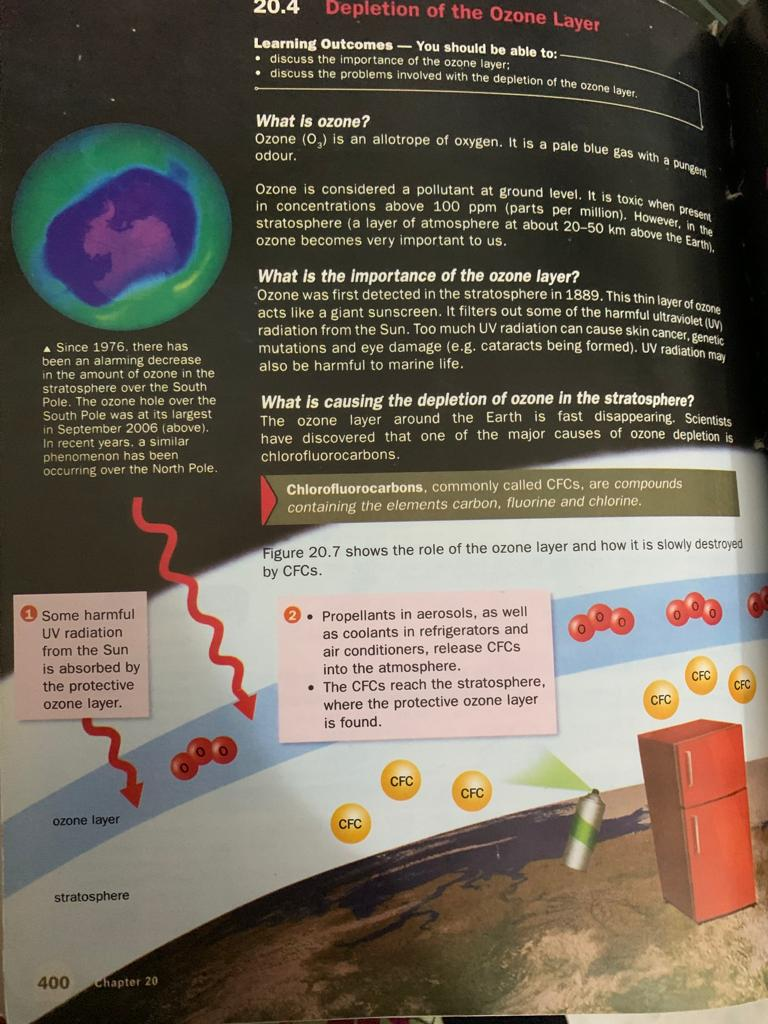 20.4 Depletion of the Ozone Layer
Learning Outcomes — You should be able to:
• discuss the importance of the ozone layer;
• discuss the problems involved with the depletion of the ozone layer.
What is ozone?
Ozone (O₃) is an allotrope of oxygen. It is a pale blue gas with a pungent
odour.
Ozone is considered a pollutant at ground level. It is toxic when present
in concentrations above 100 ppm (parts per million). However, in the
stratosphere (a layer of atmosphere at about 20–50 km above the Earth),
ozone becomes very important to us.
What is the importance of the ozone layer?
Ozone was first detected in the stratosphere in 1889. This thin layer of ozone
acts like a giant sunscreen. It filters out some of the harmful ultraviolet (UV)
radiation from the Sun. Too much UV radiation can cause skin cancer, genetic
mutations and eye damage (e.g. cataracts being formed). UV radiation may
also be harmful to marine life.
▲ Since 1976, there has
been an alarming decrease
in the amount of ozone in the
stratosphere over the South
Pole. The ozone hole over the
South Pole was at its largest
in September 2006 (above).
In recent years, a similar
phenomenon has been
occurring over the North Pole.
What is causing the depletion of ozone in the stratosphere?
The ozone layer around the Earth is fast disappearing. Scientists
have discovered that one of the major causes of ozone depletion is
chlorofluorocarbons.
Chlorofluorocarbons, commonly called CFCs, are compounds
containing the elements carbon, fluorine and chlorine.
Figure 20.7 shows the role of the ozone layer and how it is slowly destroyed
by CFCs.
1 Some harmful
UV radiation
from the Sun
is absorbed by
the protective
ozone layer.
2 • Propellants in aerosols, as well
as coolants in refrigerators and
air conditioners, release CFCs
into the atmosphere.
• The CFCs reach the stratosphere,
where the protective ozone layer
is found.
O O O
O O O
O
CFC
CFC
CFC
O O O
CFC
CFC
CFC
ozone layer
stratosphere
400 Chapter 20